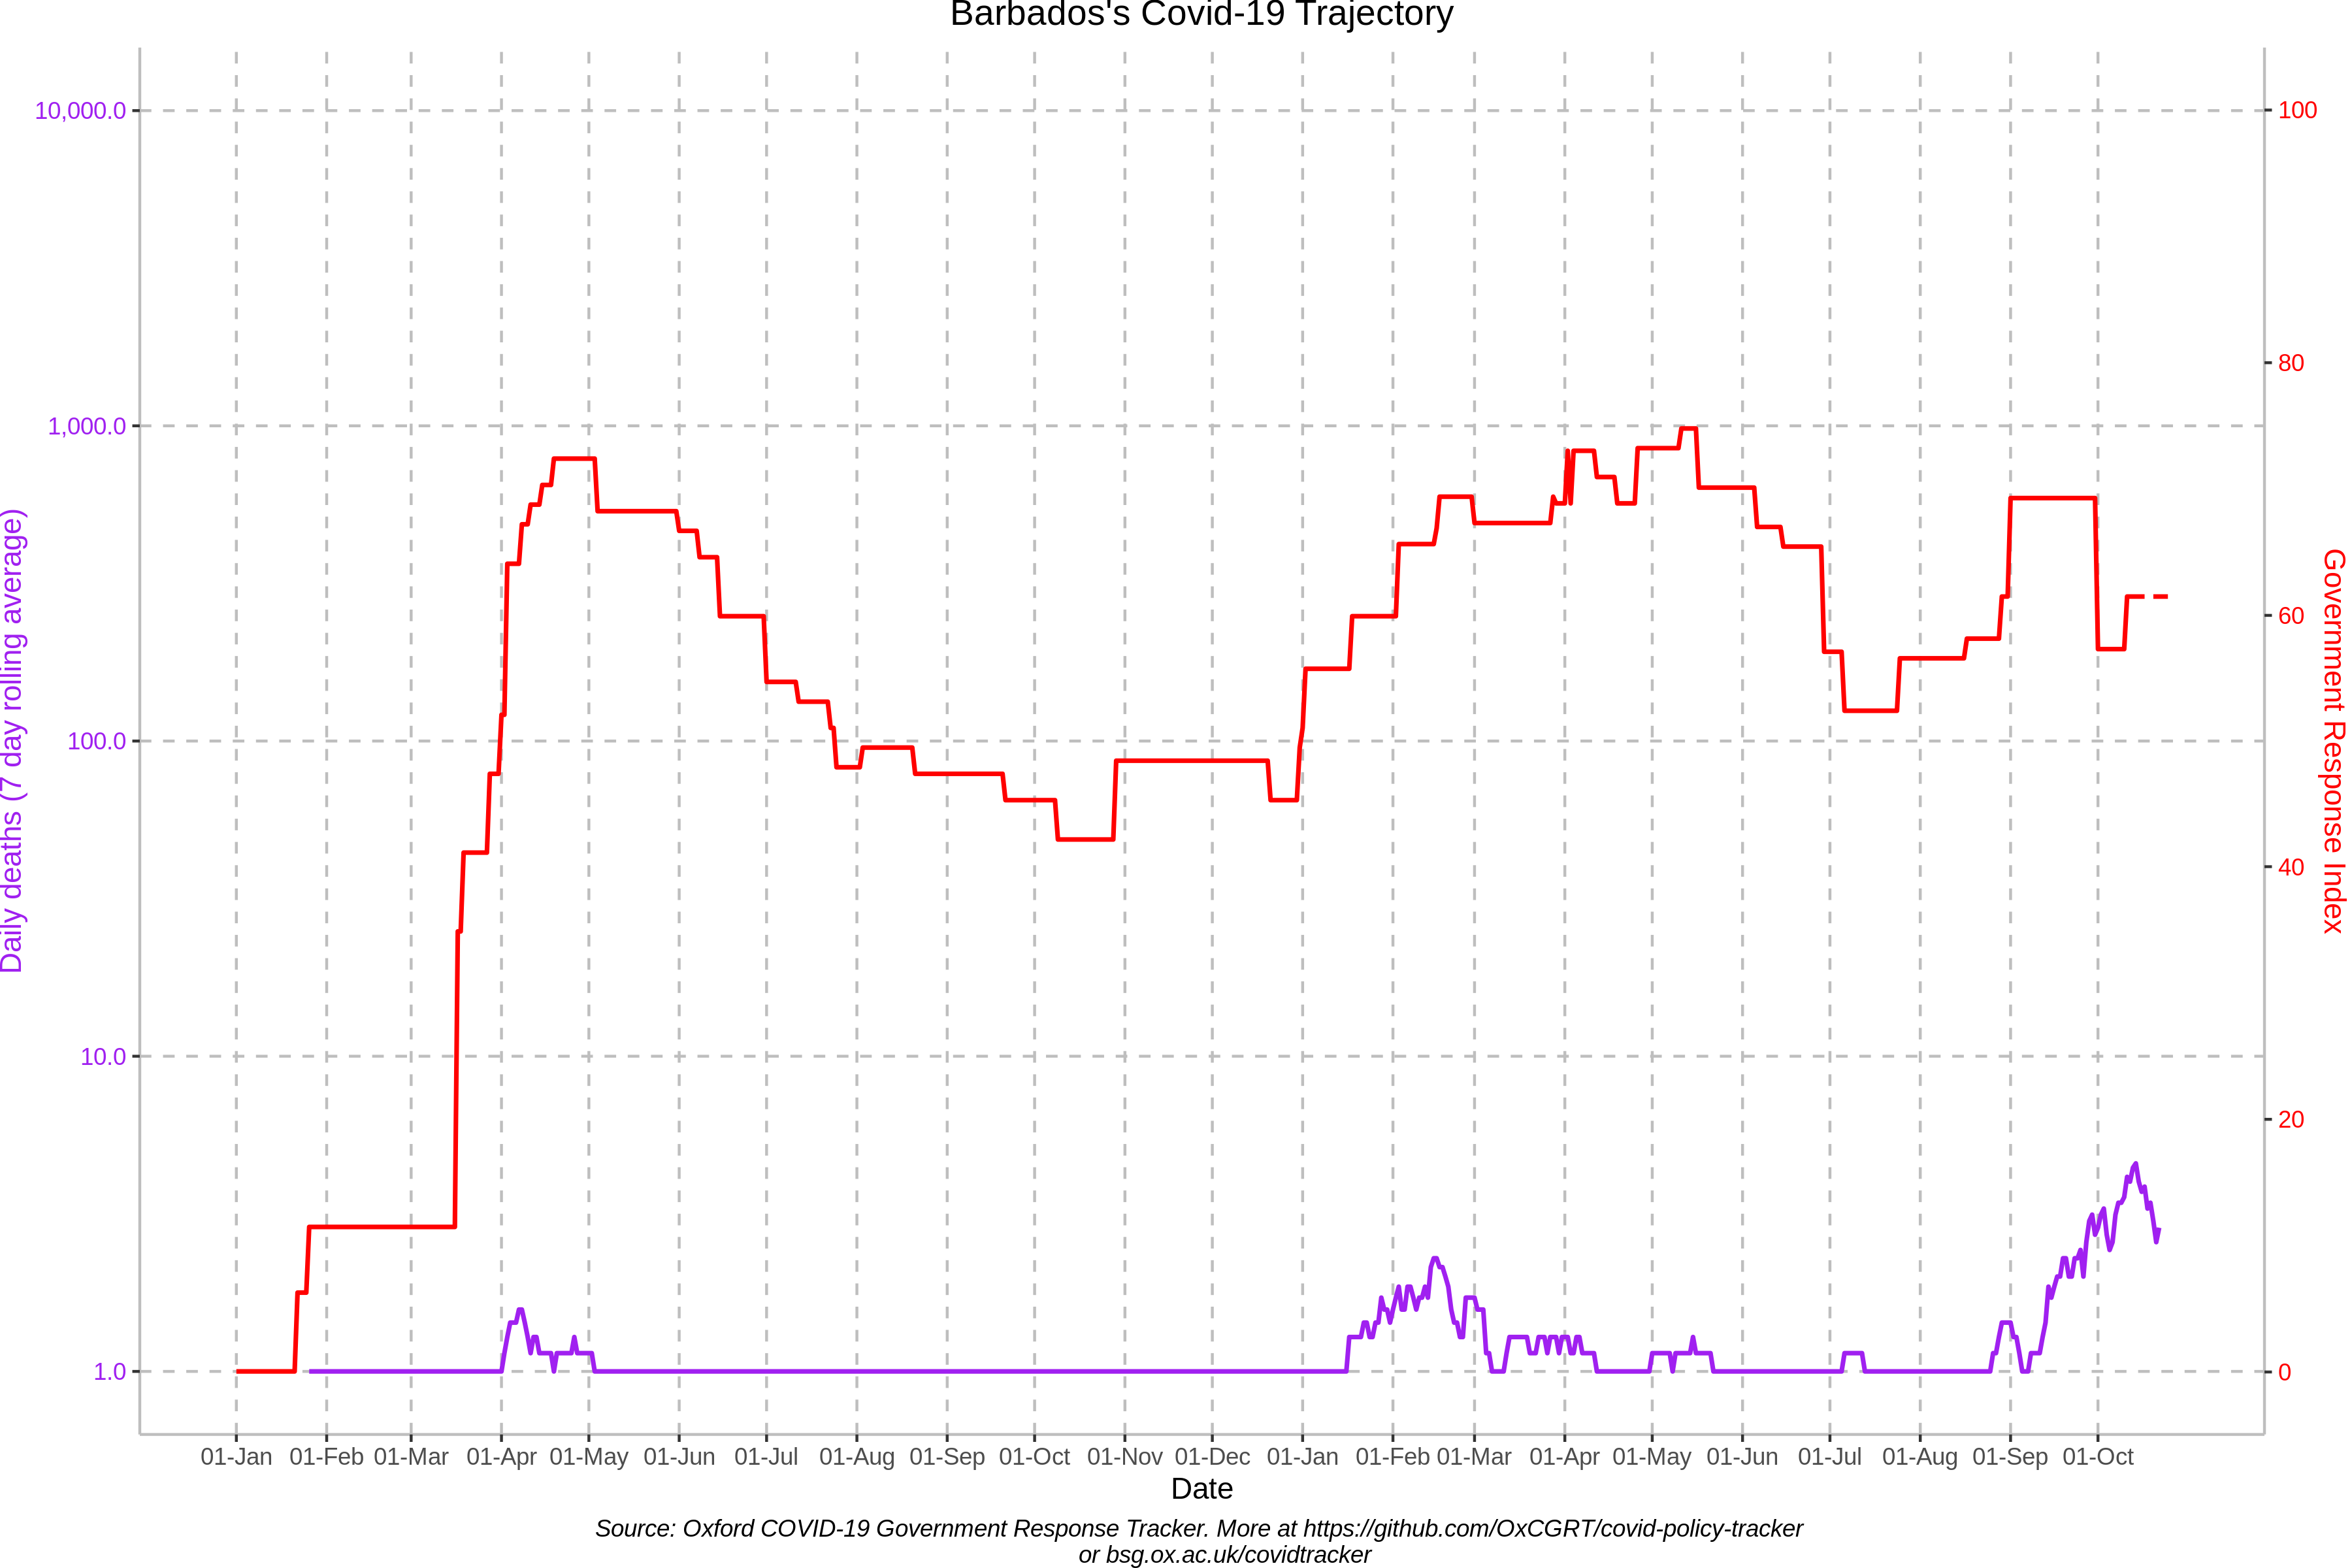 Barbados's Covid-19 Trajectory
10,000.0
1,000.0
100.0
10.0
1.0
Daily deaths (7 day rolling average)
100
80
60
40
20
0
Government Response Index
01-Jan 01-Feb 01-Mar 01-Apr 01-May 01-Jun 01-Jul 01-Aug 01-Sep 01-Oct 01-Nov 01-Dec 01-Jan 01-Feb 01-Mar 01-Apr 01-May 01-Jun 01-Jul 01-Aug 01-Sep 01-Oct
Date
Source: Oxford COVID-19 Government Response Tracker. More at https://github.com/OxCGRT/covid-policy-tracker
or bsg.ox.ac.uk/covidtracker